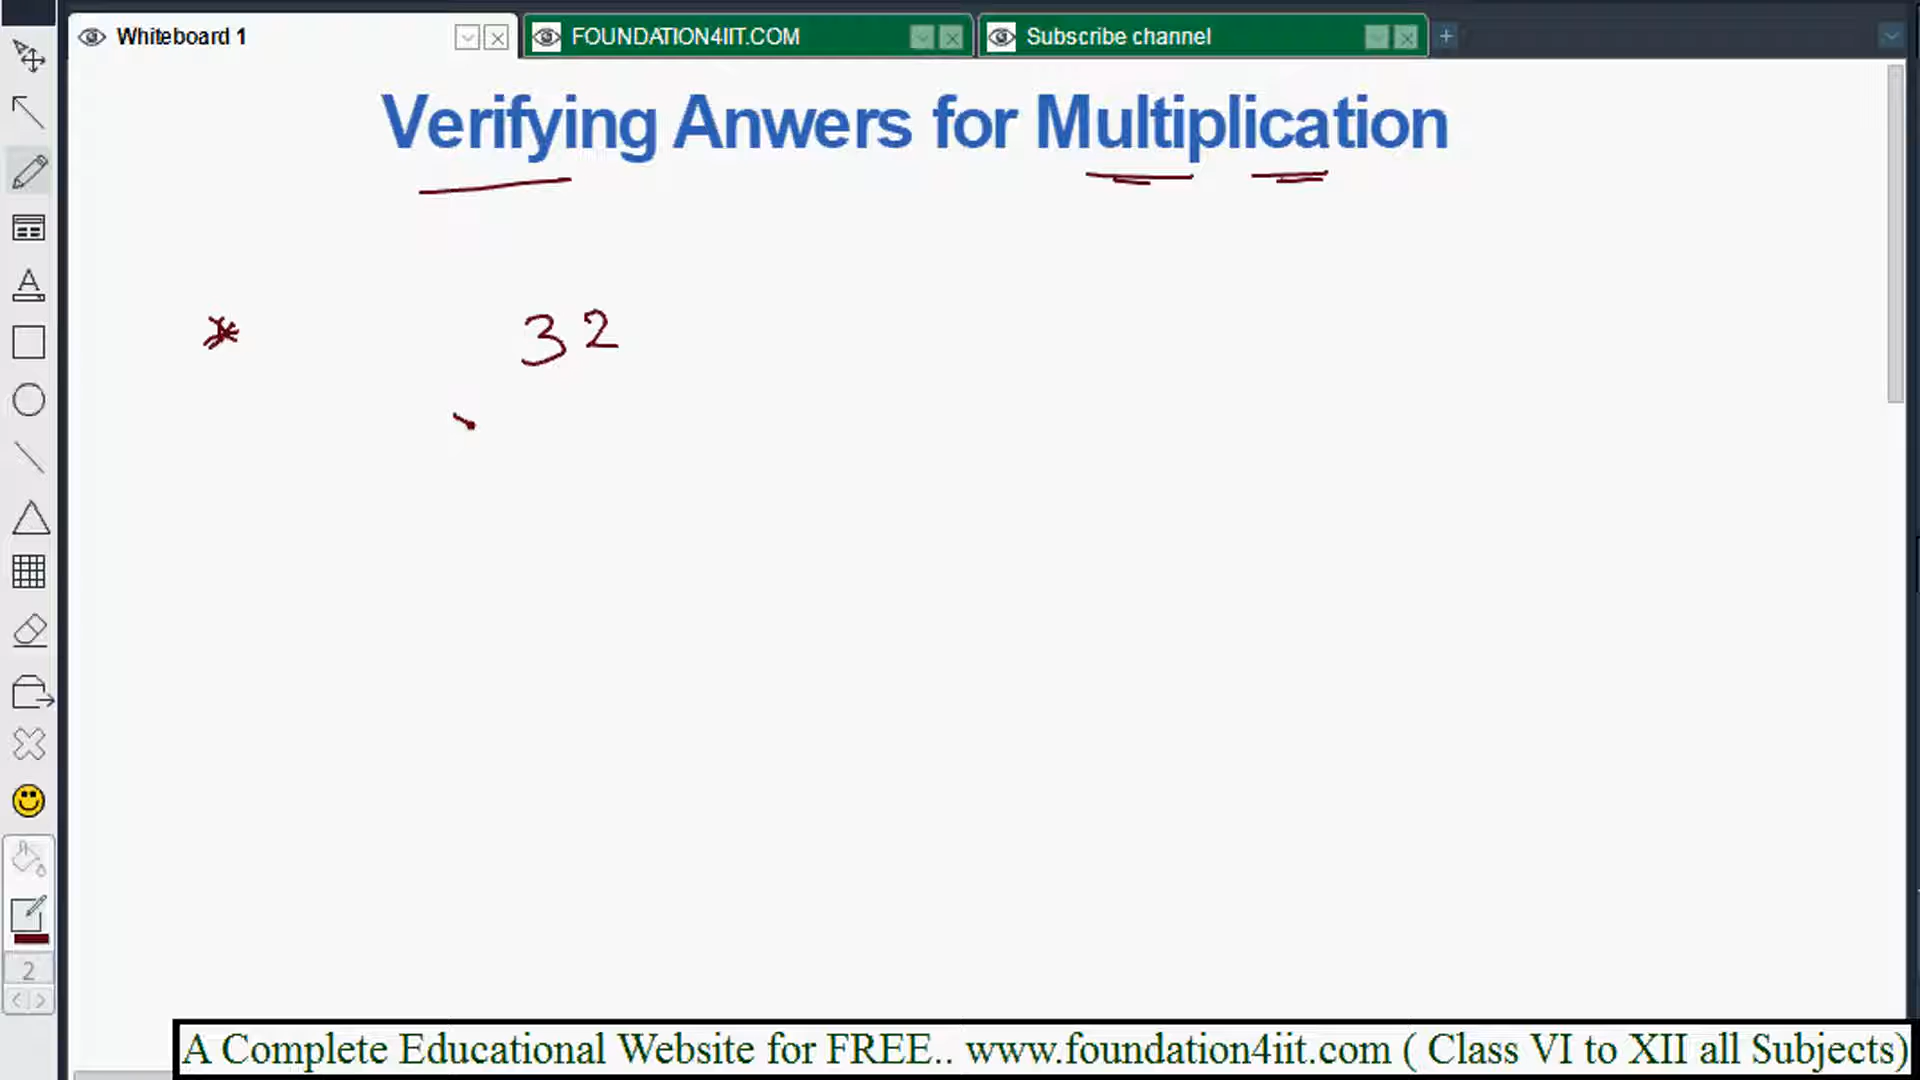 Whiteboard 1 FOUNDATION4IIT.COM Subscribe channel
Verifying Anwers for Multiplication
* 32
2
A Complete Educational Website for FREE.. www.foundation4iit.com ( Class VI to XII all Subjects)